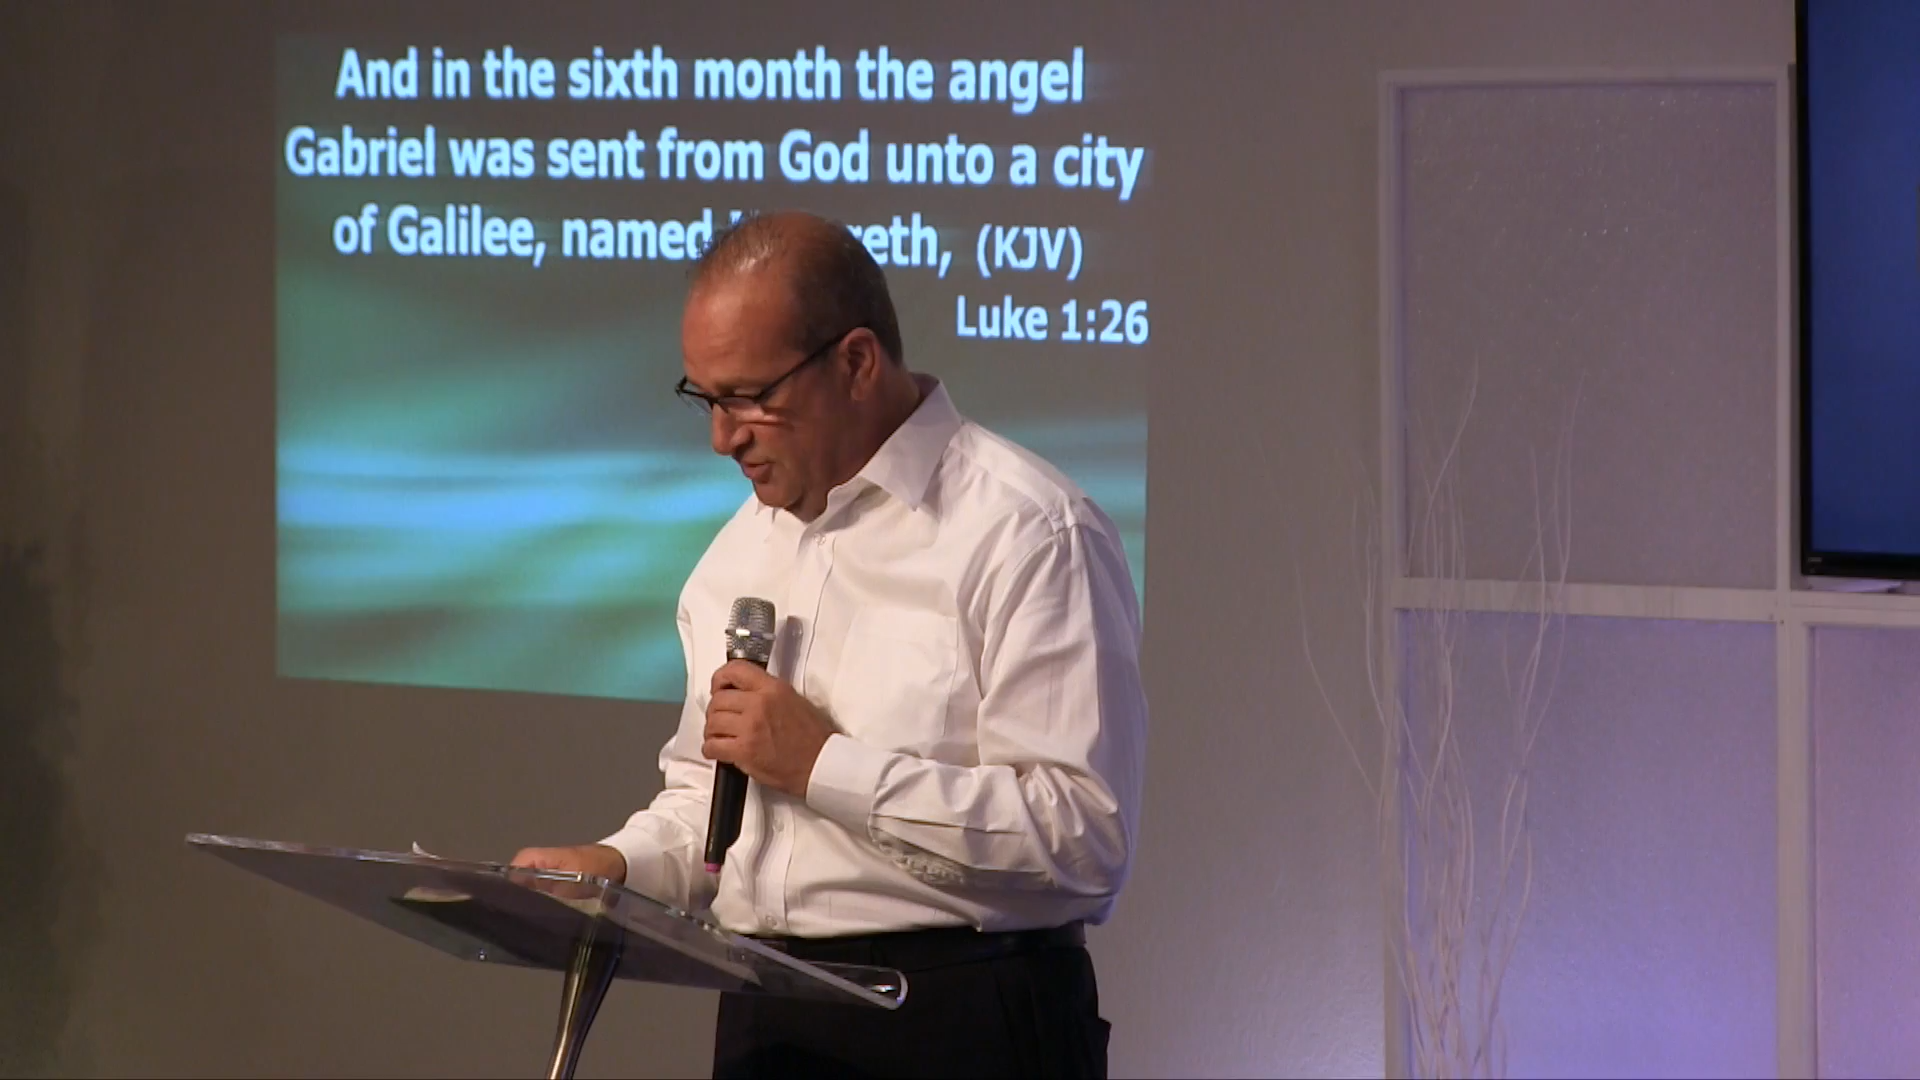 And in the sixth month the angel
Gabriel was sent from God unto a city
of Galilee, named (KJV)
Luke 1:26